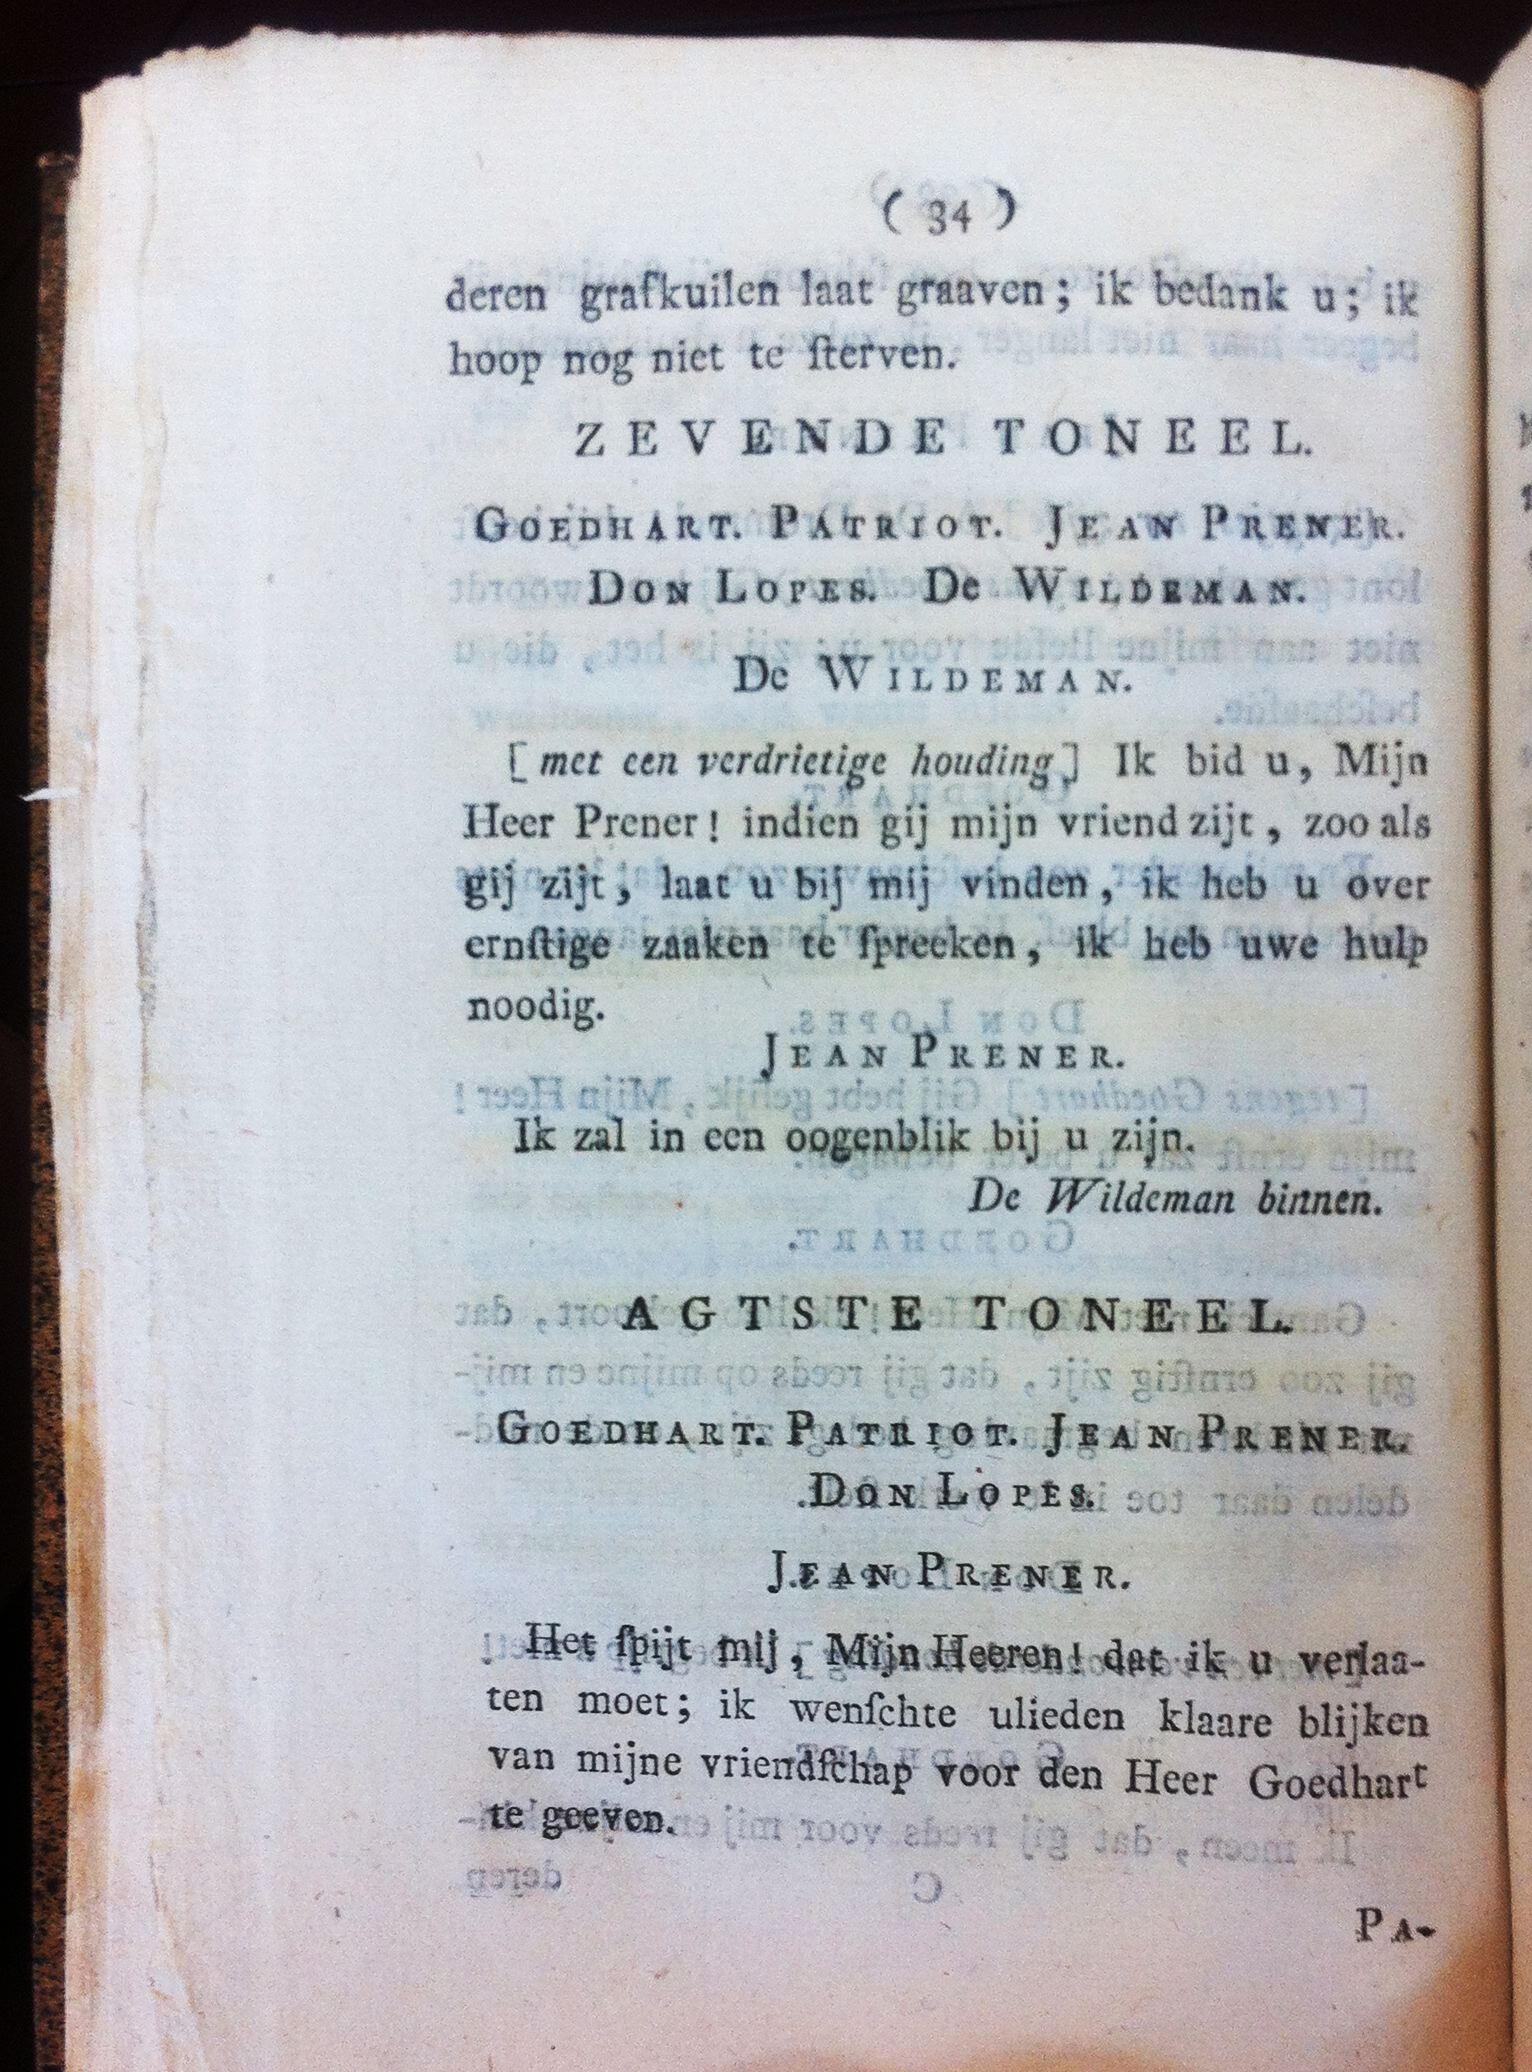 ( 34 )
deren grafkuilen laat graaven; ik bedank u; ik
hoop nog niet te ſterven.
ZEVENDE TONEEL.
GOEDHART. PATRIOT. JEAN PRENER.
DON LOPES. De WILDEMAN.
De WILDEMAN.
[met een verdrietige houding] Ik bid u, Mijn
Heer Prener! indien gij mijn vriend zijt, zoo als
gij zijt, laat u bij mij vinden, ik heb u over
ernſtige zaaken te ſpreeken, ik heb uwe hulp
noodig.
JEAN PRENER.
Ik zal in een oogenblik bij u zijn.
De Wildeman binnen.
AGTSTE TONEEL.
GOEDHART. PATRIOT. JEAN PRENER.
DON LOPES.
JEAN PRENER.
Het ſpijt mij, Mijn Heeren! dat ik u verlaa-
ten moet; ik wenſchte ulieden klaare blijken
van mijne vriendſchap voor den Heer Goedhart
te geeven.
PA-